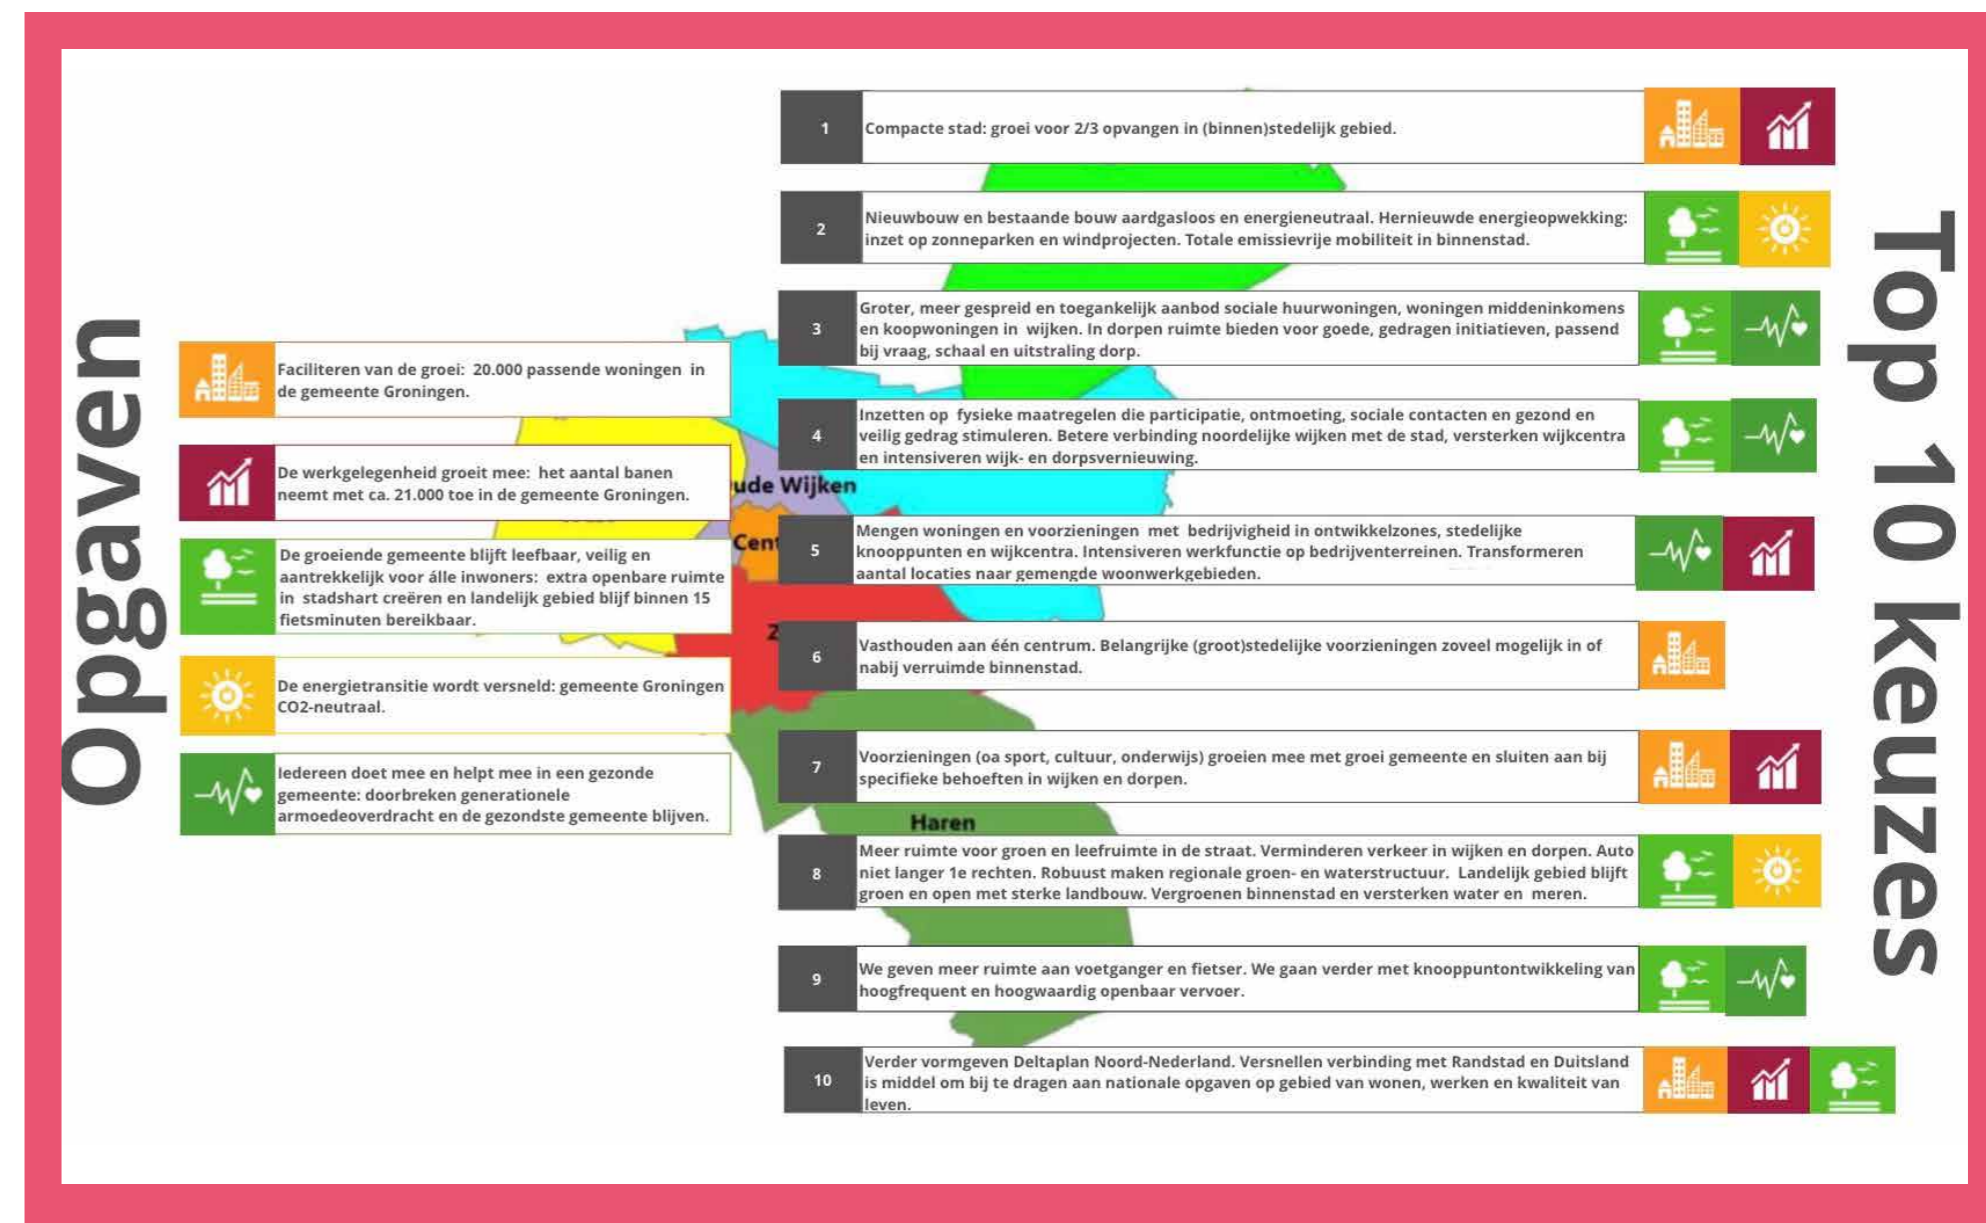 Opgaven
Faciliteren van de groei: 20.000 passende woningen in
de gemeente Groningen.
De werkgelegenheid groeit mee: het aantal banen
neemt met ca. 21.000 toe in de gemeente Groningen.
De groeiende gemeente blijft leefbaar, veilig en
aantrekkelijk voor álle inwoners: extra openbare ruimte
in stadshart creëren en landelijk gebied blijf binnen 15
fietsminuten bereikbaar.
De energietransitie wordt versneld: gemeente Groningen
CO2-neutraal.
Iedereen doet mee en helpt mee in een gezonde
gemeente: doorbreken generationele
armoedeoverdracht en de gezondste gemeente blijven.
ude Wijken
Cent
Haren
Top 10 keuzes
1
Compacte stad: groei voor 2/3 opvangen in (binnen)stedelijk gebied.
2
Nieuwbouw en bestaande bouw aardgasloos en energieneutraal. Hernieuwde energieopwekking:
inzet op zonneparken en windprojecten. Totale emissievrije mobiliteit in binnenstad.
3
Groter, meer gespreid en toegankelijk aanbod sociale huurwoningen, woningen middeninkomens
en koopwoningen in wijken. In dorpen ruimte bieden voor goede, gedragen initiatieven, passend
bij vraag, schaal en uitstraling dorp.
4
Inzetten op fysieke maatregelen die participatie, ontmoeting, sociale contacten en gezond en
veilig gedrag stimuleren. Betere verbinding noordelijke wijken met de stad, versterken wijkcentra
en intensiveren wijk- en dorpsvernieuwing.
5
Mengen woningen en voorzieningen met bedrijvigheid in ontwikkelzones, stedelijke
knooppunten en wijkcentra. Intensiveren werkfunctie op bedrijventerreinen. Transformeren
aantal locaties naar gemengde woonwerkgebieden.
6
Vasthouden aan één centrum. Belangrijke (groot)stedelijke voorzieningen zoveel mogelijk in of
nabij verruimde binnenstad.
7
Voorzieningen (oa sport, cultuur, onderwijs) groeien mee met groei gemeente en sluiten aan bij
specifieke behoeften in wijken en dorpen.
8
Meer ruimte voor groen en leefruimte in de straat. Verminderen verkeer in wijken en dorpen. Auto
niet langer 1e rechten. Robuust maken regionale groen- en waterstructuur. Landelijk gebied blijft
groen en open met sterke landbouw. Vergroenen binnenstad en versterken water en meren.
9
We geven meer ruimte aan voetganger en fietser. We gaan verder met knooppuntontwikkeling van
hoogfrequent en hoogwaardig openbaar vervoer.
10
Verder vormgeven Deltaplan Noord-Nederland. Versnellen verbinding met Randstad en Duitsland
is middel om bij te dragen aan nationale opgaven op gebied van wonen, werken en kwaliteit van
leven.